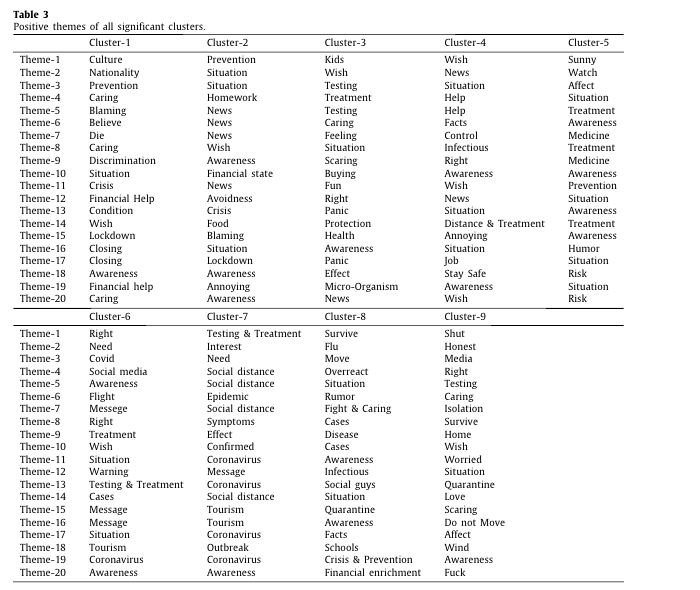 Table 3
Positive themes of all significant clusters.
Cluster-1 Cluster-2 Cluster-3 Cluster-4 Cluster-5
Theme-1 Culture Prevention Kids Wish Sunny
Theme-2 Nationality Situation Wish News Watch
Theme-3 Prevention Situation Testing Situation Affect
Theme-4 Caring Homework Treatment Help Situation
Theme-5 Blaming News Testing Help Treatment
Theme-6 Believe News Caring Facts Awareness
Theme-7 Die News Feeling Control Medicine
Theme-8 Caring Wish Situation Infectious Treatment
Theme-9 Discrimination Awareness Scaring Right Medicine
Theme-10 Situation Financial state Buying Awareness Awareness
Theme-11 Crisis News Fun Wish Prevention
Theme-12 Financial Help Avoidness Right News Situation
Theme-13 Condition Crisis Panic Situation Awareness
Theme-14 Wish Food Protection Distance & Treatment Treatment
Theme-15 Lockdown Blaming Health Annoying Awareness
Theme-16 Closing Situation Awareness Situation Humor
Theme-17 Closing Lockdown Panic Job Situation
Theme-18 Awareness Awareness Effect Stay Safe Risk
Theme-19 Financial help Annoying Micro-Organism Awareness Situation
Theme-20 Caring Awareness News Wish Risk
Cluster-6 Cluster-7 Cluster-8 Cluster-9
Theme-1 Right Testing & Treatment Survive Shut
Theme-2 Need Interest Flu Honest
Theme-3 Covid Need Move Media
Theme-4 Social media Social distance Overreact Right
Theme-5 Awareness Social distance Situation Testing
Theme-6 Flight Epidemic Rumor Caring
Theme-7 Messege Social distance Fight & Caring Isolation
Theme-8 Right Symptoms Cases Survive
Theme-9 Treatment Effect Disease Home
Theme-10 Wish Confirmed Cases Wish
Theme-11 Situation Coronavirus Awareness Worried
Theme-12 Warning Message Infectious Situation
Theme-13 Testing & Treatment Coronavirus Social guys Quarantine
Theme-14 Cases Social distance Situation Love
Theme-15 Message Tourism Quarantine Scaring
Theme-16 Message Tourism Awareness Do not Move
Theme-17 Situation Coronavirus Facts Affect
Theme-18 Tourism Outbreak Schools Wind
Theme-19 Coronavirus Coronavirus Crisis & Prevention Awareness
Theme-20 Awareness Awareness Financial enrichment Fuck